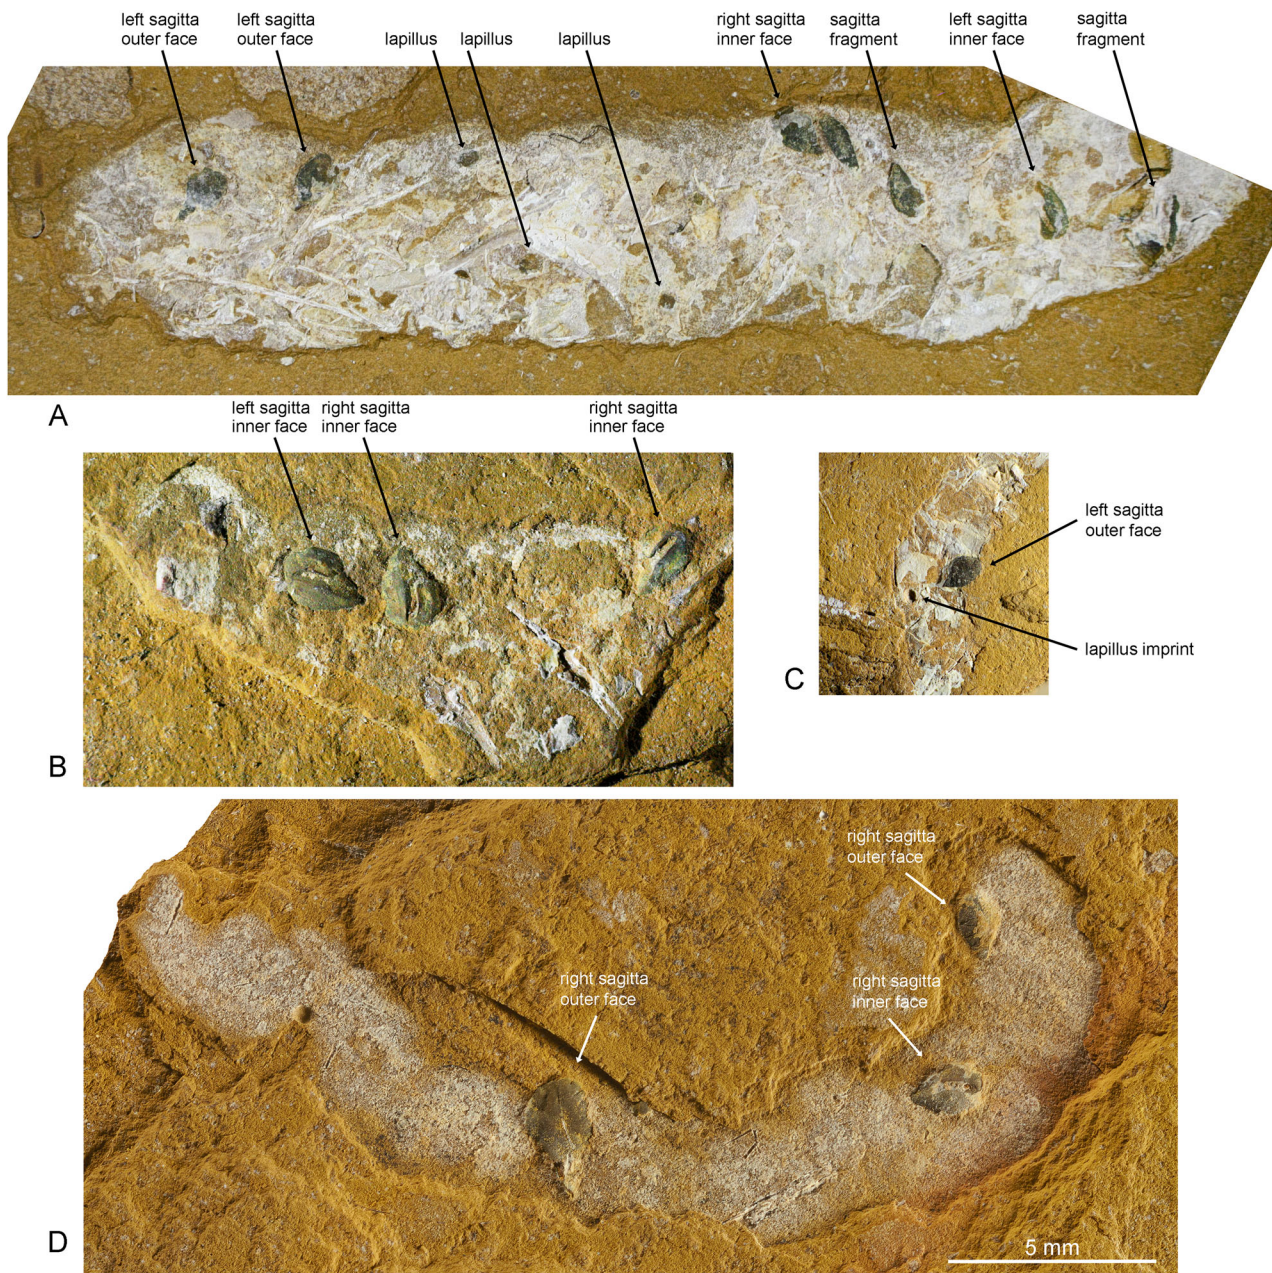 left sagitta
outer face
left sagitta
outer face
lapillus
lapillus
lapillus
right sagitta
inner face
sagitta
fragment
left sagitta
inner face
sagitta
fragment
A
left sagitta
inner face
right sagitta
inner face
right sagitta
inner face
B
left sagitta
outer face
lapillus imprint
C
right sagitta
outer face
right sagitta
inner face
right sagitta
outer face
D
5 mm